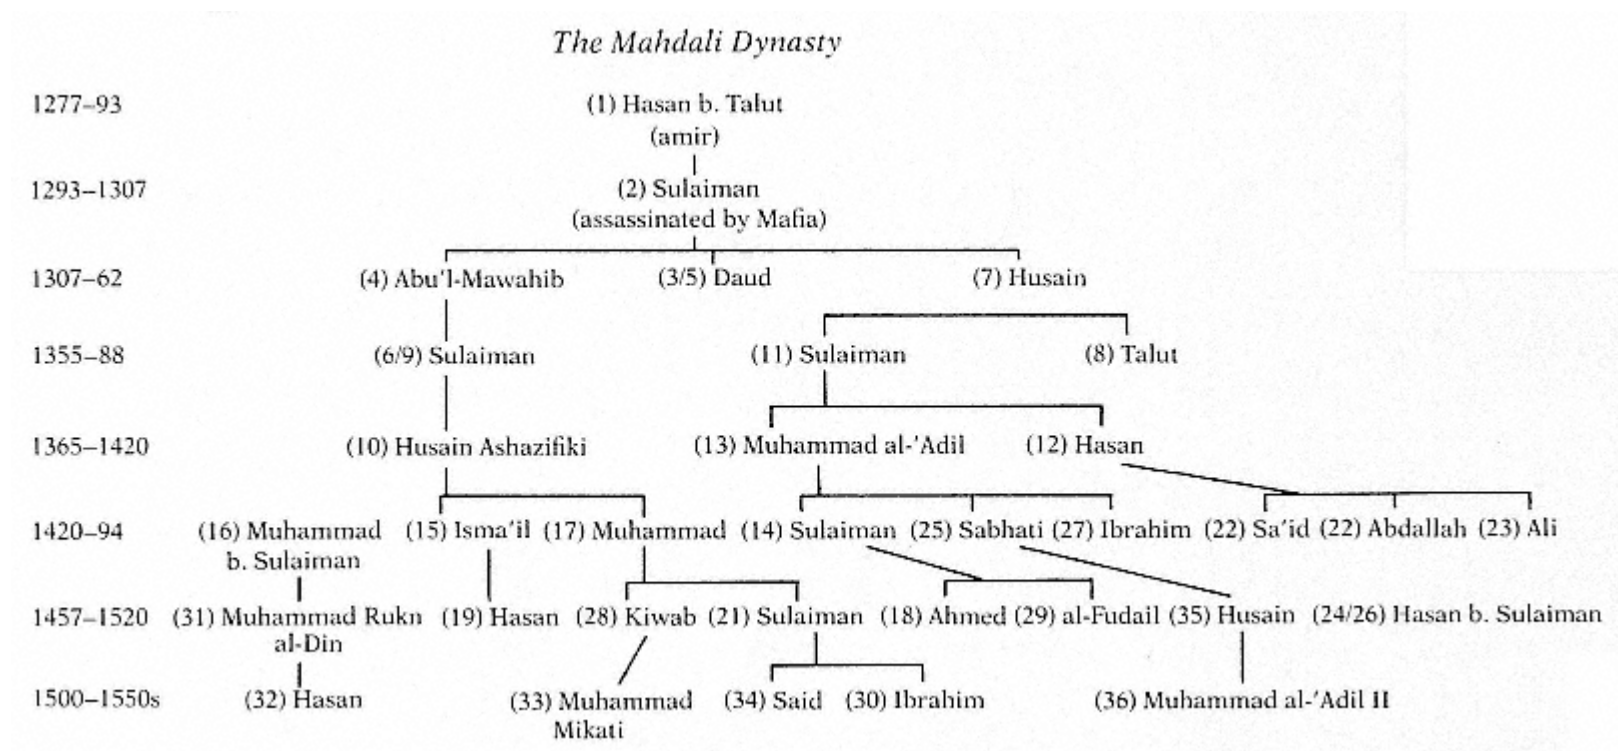 The Mahdali Dynasty
1277–93 (1) Hasan b. Talut
(amir)
1293–1307 (2) Sulaiman
(assassinated by Mafia)
1307–62 (4) Abu'l-Mawahib (3/5) Daud (7) Husain
1355–88 (6/9) Sulaiman (11) Sulaiman (8) Talut
1365–1420 (10) Husain Ashazifiki (13) Muhammad al-'Adil (12) Hasan
1420–94 (16) Muhammad (15) Isma'il (17) Muhammad (14) Sulaiman (25) Sabhati (27) Ibrahim (22) Sa'id (22) Abdallah (23) Ali
b. Sulaiman
1457–1520 (31) Muhammad Rukn (19) Hasan (28) Kiwab (21) Sulaiman (18) Ahmed (29) al-Fudail (35) Husain (24/26) Hasan b. Sulaiman
al-Din
1500–1550s (32) Hasan (33) Muhammad (34) Said (30) Ibrahim (36) Muhammad al-'Adil II
Mikati